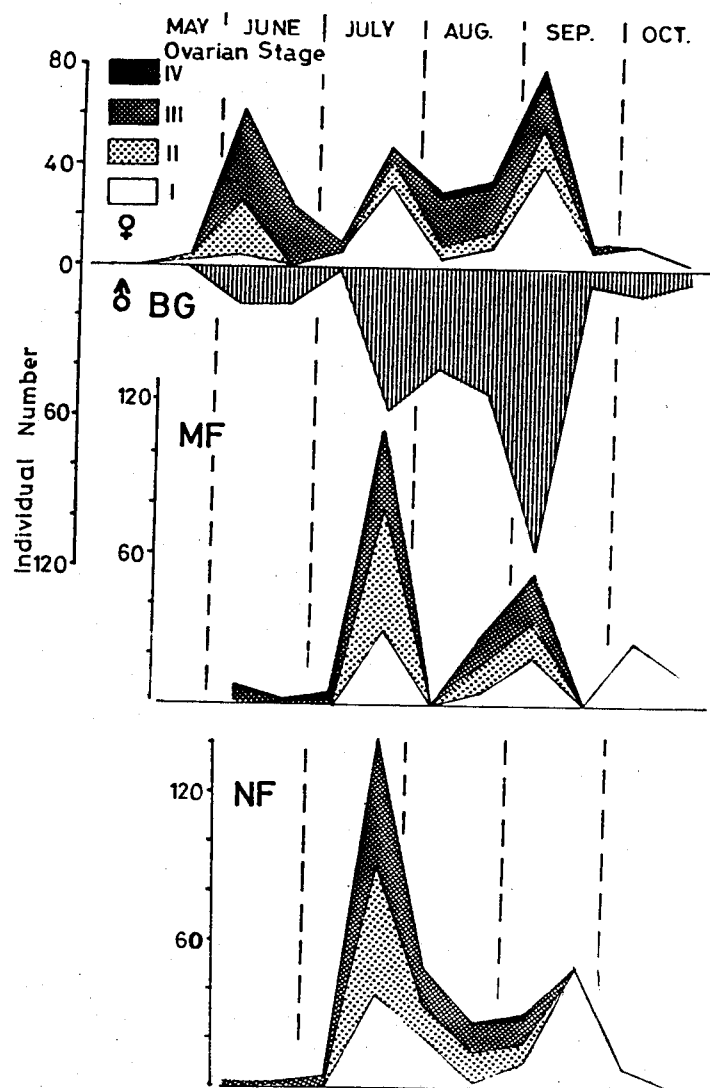 MAY JUNE JULY AUG. SEP. OCT.
Ovarian Stage
80
IV
III
40
II
I
♀
0
♂ BG
Individual Number
60
120
120
MF
60
120
NF
60